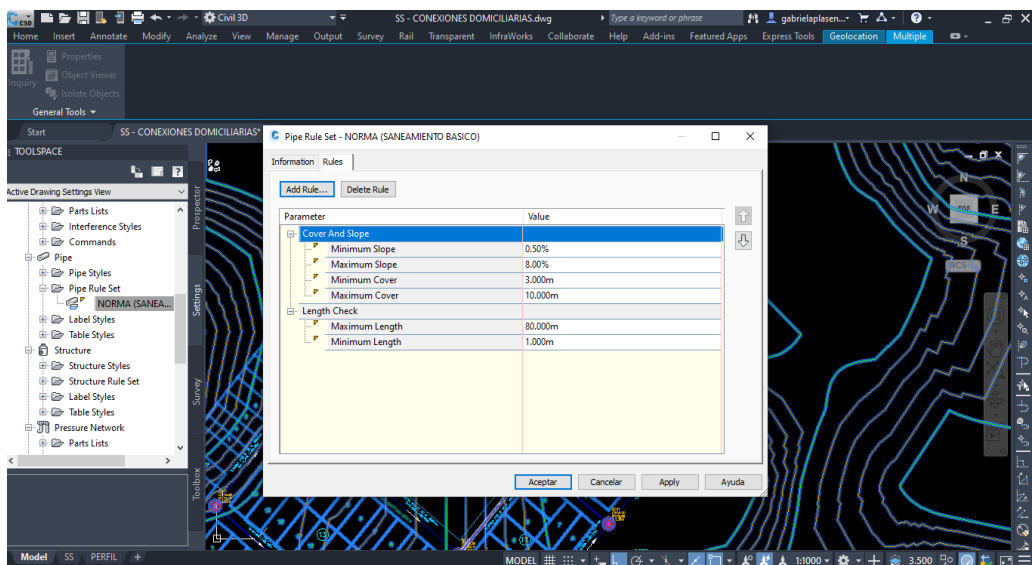 C3D
Civil 3D
SS - CONEXIONES DOMICILIARIAS.dwg
Type a keyword or phrase
gabrielaplasen...
Home Insert Annotate Modify Analyze View Manage Output Survey Rail Transparent InfraWorks Collaborate Help Add-ins Featured Apps Express Tools Geolocation Multiple
Inquiry
Properties
Object Viewer
Isolate Objects
General Tools
Start
SS - CONEXIONES DOMICILIARIAS*
TOOLSPACE
Active Drawing Settings View
Parts Lists
Interference Styles
Commands
Pipe
Pipe Styles
Pipe Rule Set
NORMA (SANEA...
Label Styles
Table Styles
Structure
Structure Styles
Structure Rule Set
Label Styles
Table Styles
Pressure Network
Parts Lists
Prospector
Settings
Survey
Toolbox
Pipe Rule Set - NORMA (SANEAMIENTO BASICO)
Information Rules
Add Rule... Delete Rule
Parameter Value
Cover And Slope
Minimum Slope 0.50%
Maximum Slope 8.00%
Minimum Cover 3.000m
Maximum Cover 10.000m
Length Check
Maximum Length 80.000m
Minimum Length 1.000m
Aceptar Cancelar Apply Ayuda
N
W TOP E
S
WCS
13
11
Model SS PERFIL +
MODEL 1:1000 3.500